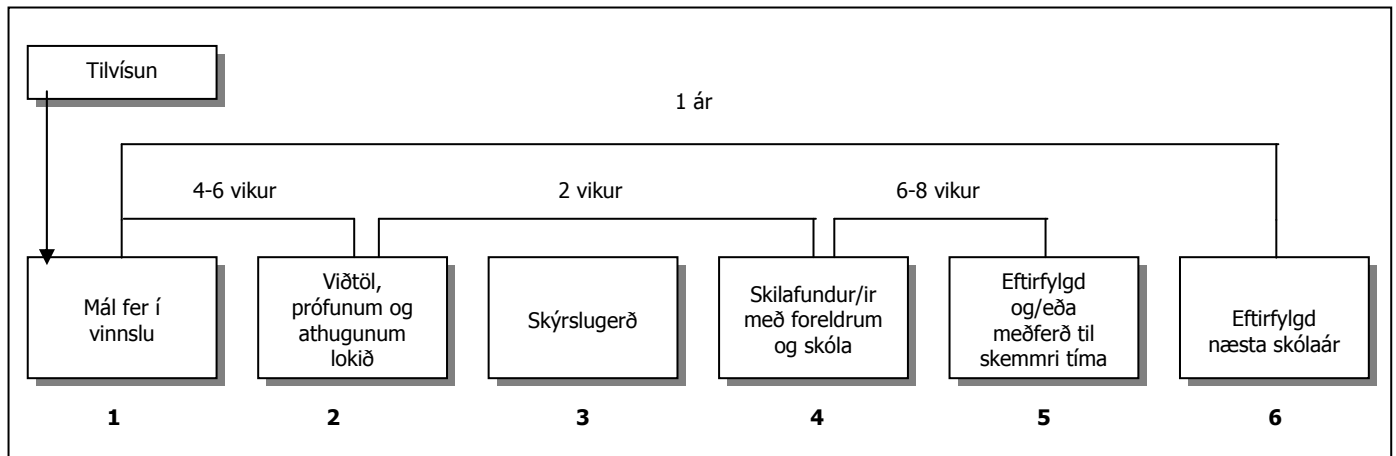 Tilvísun
1 ár
4-6 vikur
2 vikur
6-8 vikur
Mál fer í
vinnslu
Viðtöl,
prófunum og
athugunum
lokið
Skýrslugerð
Skilafundur/ir
með foreldrum
og skóla
Eftirfylgd
og/eða
meðferð til
skemmri tíma
Eftirfylgd
næsta skólaár
1
2
3
4
5
6